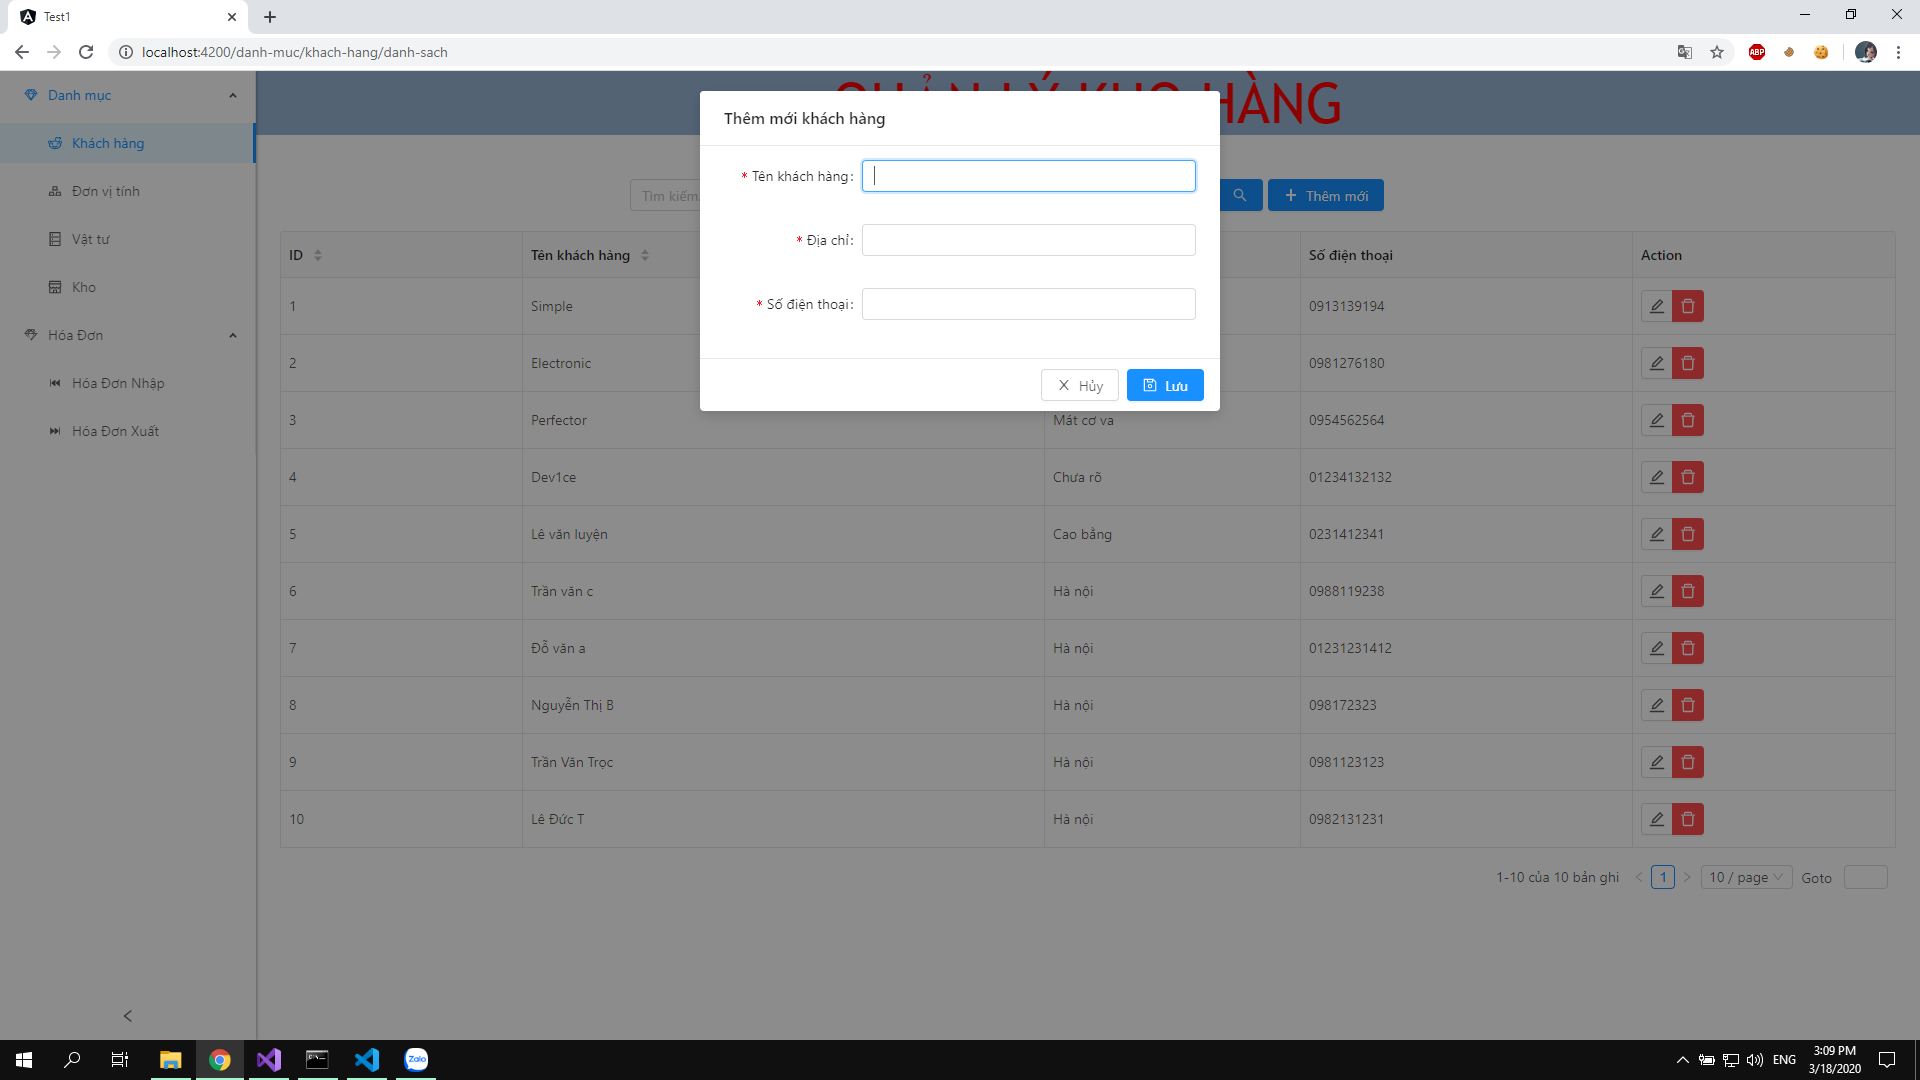 Test1
localhost:4200/danh-muc/khach-hang/danh-sach
ABP
QUẢN LÝ KHO HÀNG
Danh mục
Khách hàng
Đơn vị tính
Vật tư
Kho
Hóa Đơn
Hóa Đơn Nhập
Hóa Đơn Xuất
Thêm mới khách hàng
* Tên khách hàng:
* Địa chỉ:
* Số điện thoại:
Hủy
Lưu
Tìm kiếm
Thêm mới
ID Tên khách hàng Số điện thoại Action
1 Simple 0913139194
2 Electronic 0981276180
3 Perfector Mát cơ va 0954562564
4 Dev1ce Chưa rõ 01234132132
5 Lê văn luyện Cao bằng 0231412341
6 Trần văn c Hà nội 0988119238
7 Đỗ văn a Hà nội 01231231412
8 Nguyễn Thị B Hà nội 098172323
9 Trần Văn Trọc Hà nội 0981123123
10 Lê Đức T Hà nội 0982131231
1-10 của 10 bản ghi 1 10 / page Goto
Zalo
ENG
3:09 PM
3/18/2020